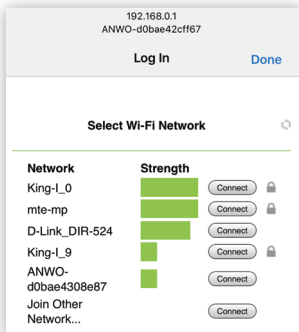 192.168.0.1
ANWO-d0bae42cff67
Log In
Done
Select Wi-Fi Network
Network Strength
King-I_0 Connect
mte-mp Connect
D-Link_DIR-524 Connect
King-I_9 Connect
ANWO-
d0bae4308e87 Connect
Join Other
Network... Connect